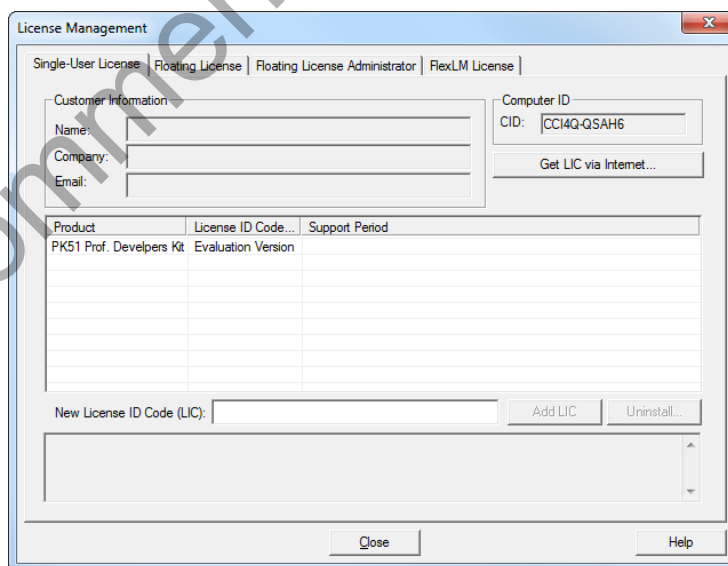 License Management
Single-User License
Floating License
Floating License Administrator
FlexLM License
Customer Information
Name:
Company:
Email:
Computer ID
CID:
CCI4Q-QSAH6
Get LIC via Internet...
Product
License ID Code...
Support Period
PK51 Prof. Develpers Kit
Evaluation Version
New License ID Code (LIC):
Add LIC
Uninstall...
Close
Help